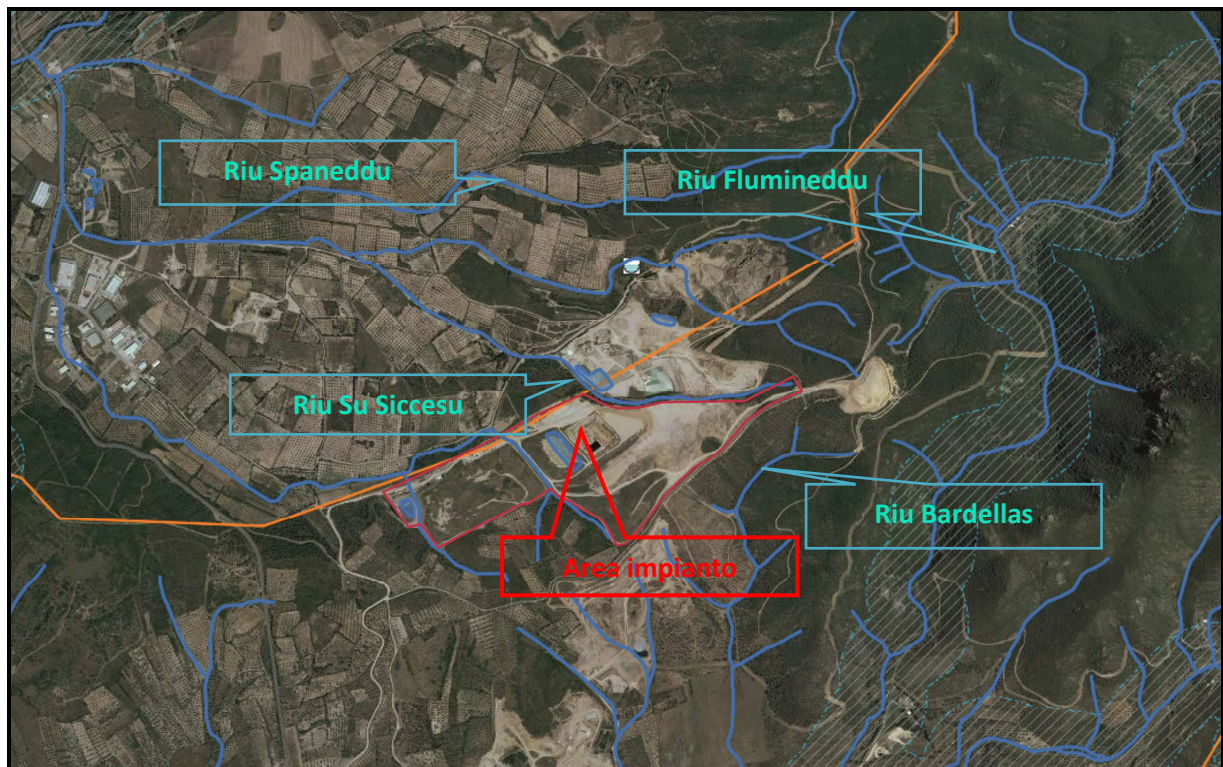 Riu Spaneddu
Riu Flumineddu
Riu Su Siccesu
Riu Bardellas
Area impianto